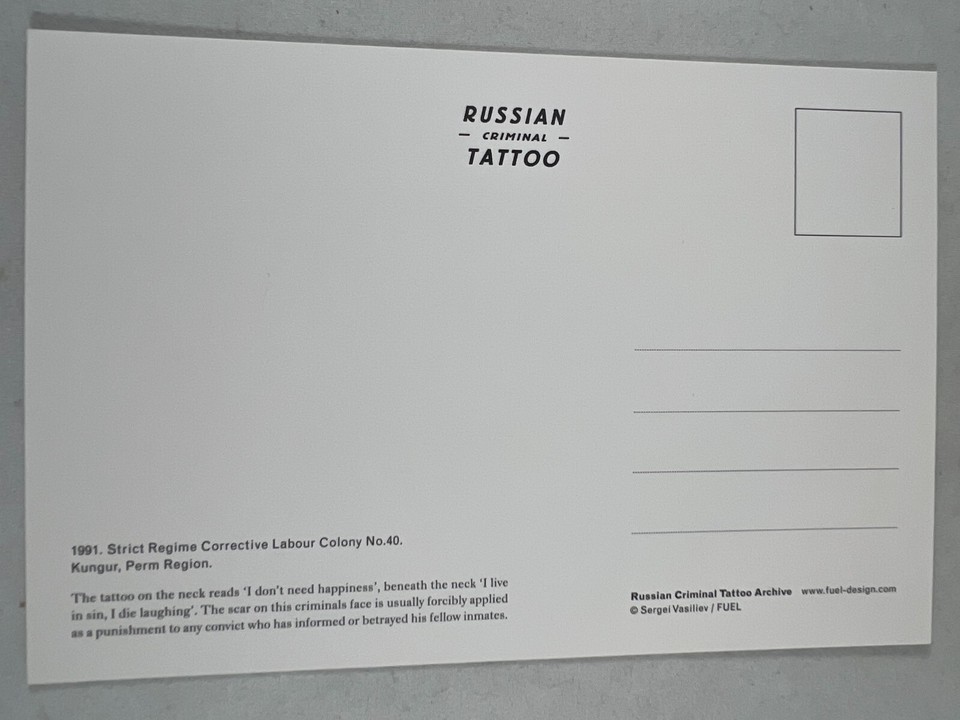 RUSSIAN
– CRIMINAL –
TATTOO
1991. Strict Regime Corrective Labour Colony No.40.
Kungur, Perm Region.
The tattoo on the neck reads ‘I don’t need happiness’, beneath the neck ‘I live
in sin, I die laughing’. The scar on this criminals face is usually forcibly applied
as a punishment to any convict who has informed or betrayed his fellow inmates.
Russian Criminal Tattoo Archive www.fuel-design.com
© Sergei Vasiliev / FUEL